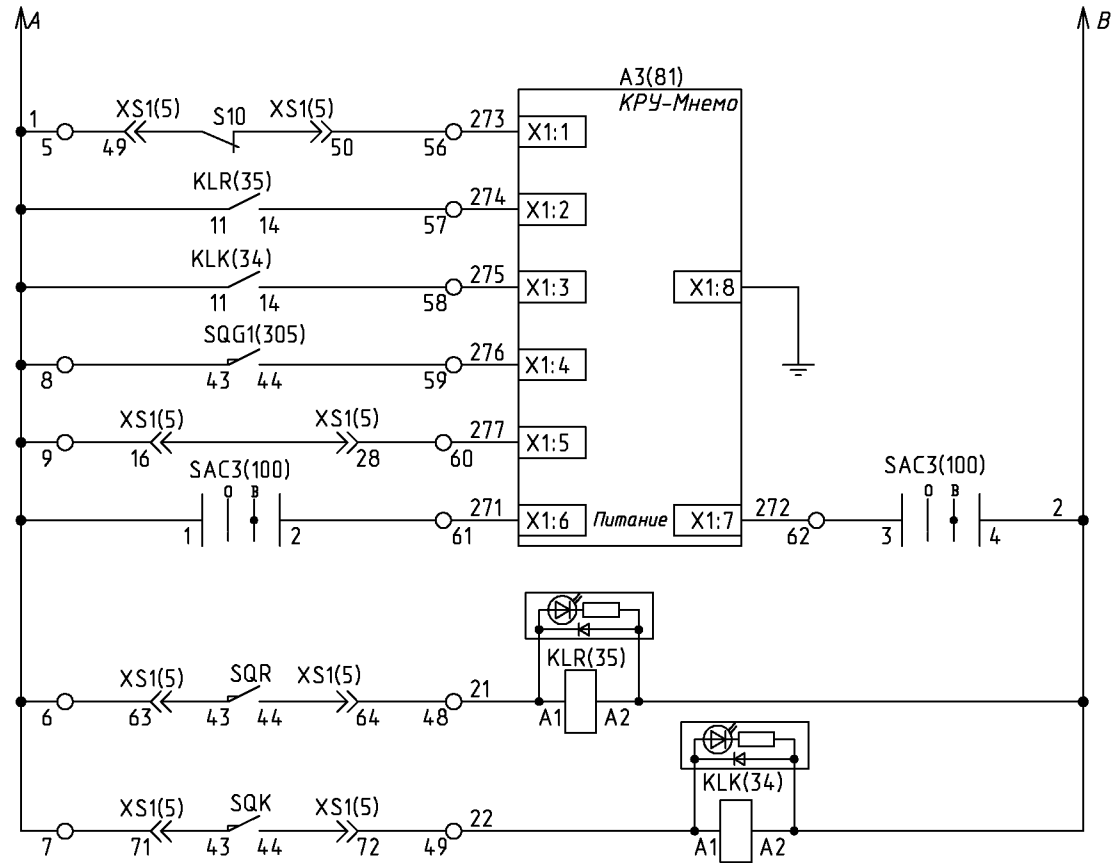 A
B
A3(81)
КРУ-Мнемо
1
XS1(5)
S10
XS1(5)
273
X1:1
5
49
50
56
KLR(35)
274
X1:2
11
14
57
KLK(34)
275
X1:3
X1:8
11
14
58
SQG1(305)
276
X1:4
8
43
44
59
XS1(5)
XS1(5)
277
X1:5
9
16
28
60
SAC3(100)
SAC3(100)
О
В
О
В
271
X1:6
Питание
X1:7
272
2
1
2
61
62
3
4
KLR(35)
XS1(5)
SQR
XS1(5)
21
6
63
43
44
64
48
A1
A2
KLK(34)
XS1(5)
SQK
XS1(5)
22
7
71
43
44
72
49
A1
A2